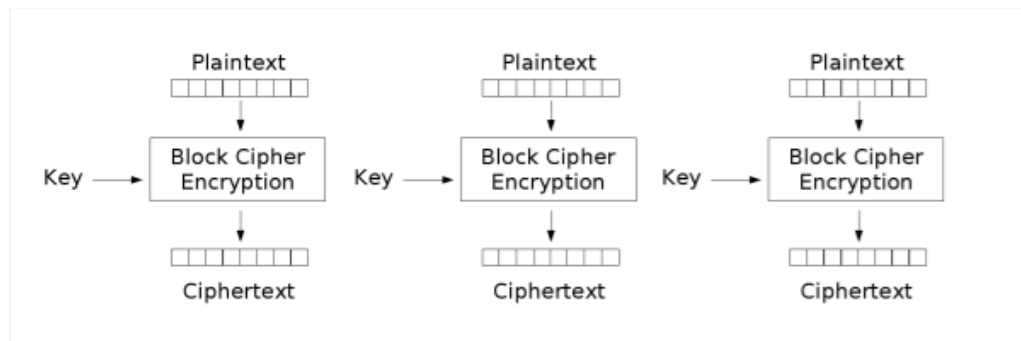 Plaintext
Plaintext
Plaintext
Key
Block Cipher
Encryption
Key
Block Cipher
Encryption
Key
Block Cipher
Encryption
Ciphertext
Ciphertext
Ciphertext